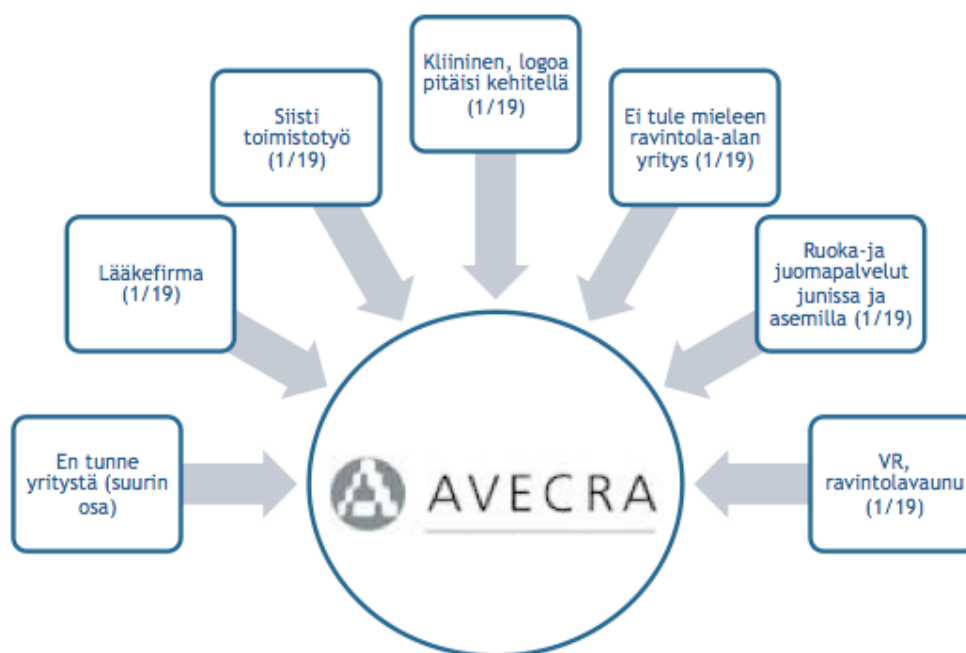 Kliininen, logoa
pitäisi kehitellä
(1/19)
Siisti
toimistotyö
(1/19)
Ei tule mieleen
ravintola-alan
yritys (1/19)
Lääkefirma
(1/19)
Ruoka-ja
juomapalvelut
junissa ja
asemilla (1/19)
En tunne
yritystä (suurin
osa)
VR,
ravintolavaunu
(1/19)
AVECRA